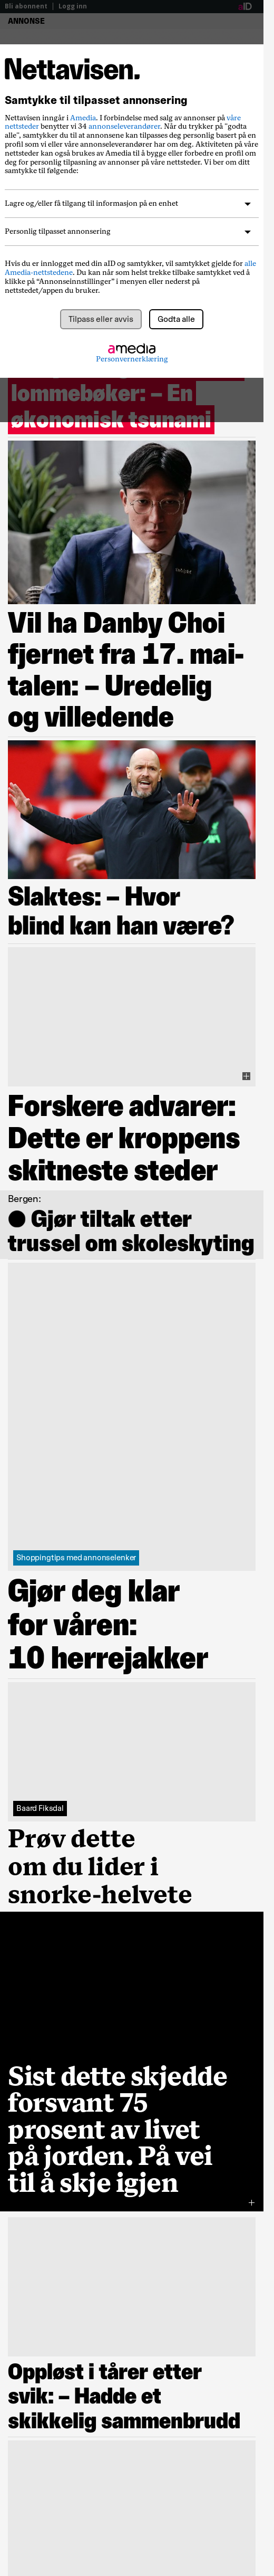 Bli abonnent | Logg inn
aID
ANNONSE
Nettavisen.
Samtykke til tilpasset annonsering
Nettavisen inngår i Amedia. I forbindelse med salg av annonser på våre
nettsteder benytter vi 34 annonseleverandører. Når du trykker på "godta
alle", samtykker du til at annonsene kan tilpasses deg personlig basert på en
profil som vi eller våre annonseleverandører har om deg. Aktiviteten på våre
nettsteder kan også brukes av Amedia til å bygge eller forbedre en profil om
deg for personlig tilpasning av annonser på våre nettsteder. Vi ber om ditt
samtykke til følgende:
Lagre og/eller få tilgang til informasjon på en enhet
Personlig tilpasset annonsering
Hvis du er innlogget med din aID og samtykker, vil samtykket gjelde for alle
Amedia-nettstedene. Du kan når som helst trekke tilbake samtykket ved å
klikke på “Annonseinnstillinger” i menyen eller nederst på
nettstedet/appen du bruker.
Tilpass eller avvis
Godta alle
amedia
Personvernerklæring
lommebøker: – En
økonomisk tsunami
Vil ha Danby Choi
fjernet fra 17. mai-
talen: – Uredelig
og villedende
Slaktes: – Hvor
blind kan han være?
Forskere advarer:
Dette er kroppens
skitneste steder
Bergen:
● Gjør tiltak etter
trussel om skoleskyting
Shoppingtips med annonselenker
Gjør deg klar
for våren:
10 herrejakker
Baard Fiksdal
Prøv dette
om du lider i
snorke-helvete
Sist dette skjedde
forsvant 75
prosent av livet
på jorden. På vei
til å skje igjen
Oppløst i tårer etter
svik: – Hadde et
skikkelig sammenbrudd